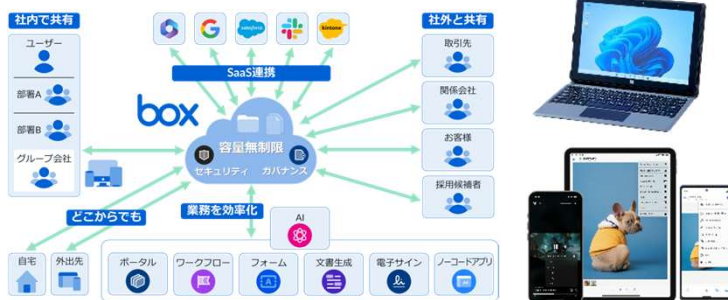 社内で共有
ユーザー
部署A
部署B
グループ会社
salesforce
kintone
SaaS連携
box
容量無制限
セキュリティ
ガバナンス
社外と共有
取引先
関係会社
お客様
採用候補者
どこからでも
業務を効率化
自宅
外出先
AI
ポータル
ワークフロー
フォーム
文書生成
電子サイン
ノーコードアプリ